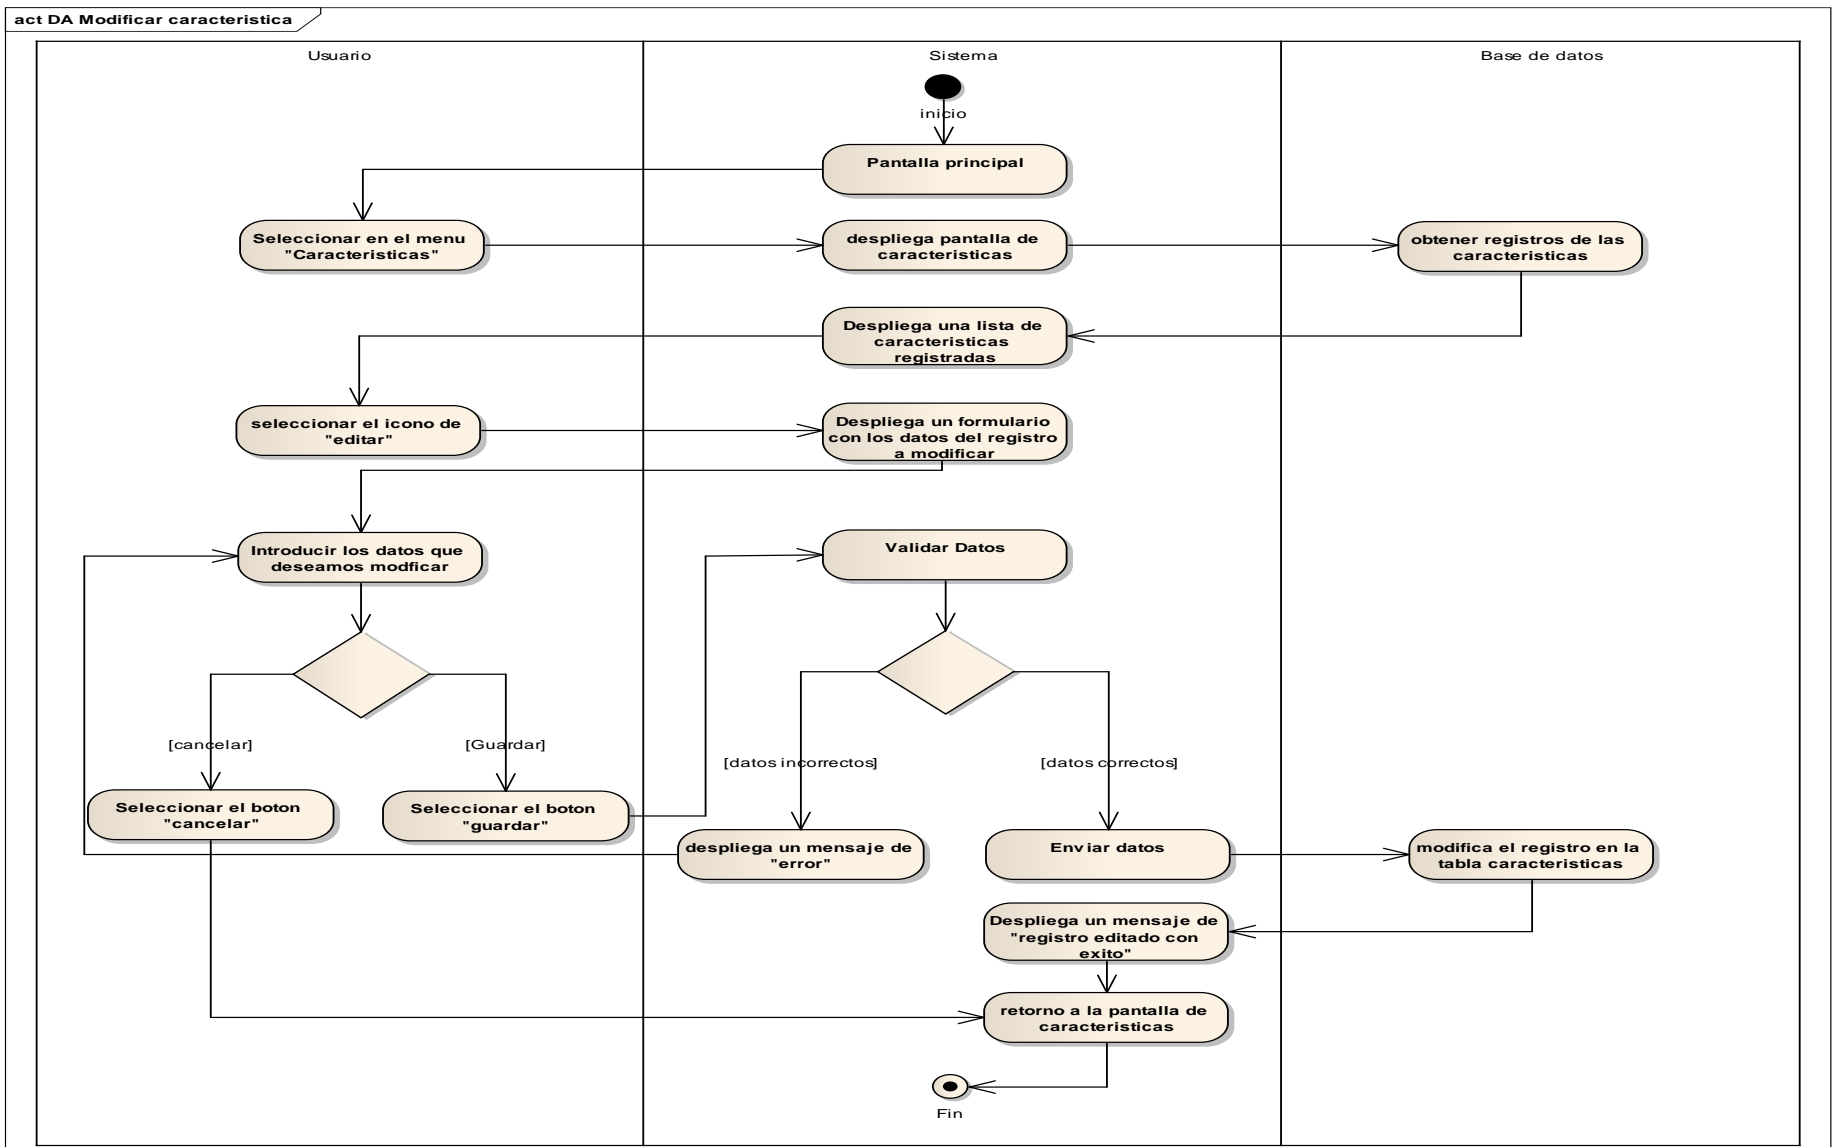 act DA Modificar caracteristica
Usuario
Sistema
Base de datos
inicio
Pantalla principal
Seleccionar en el menu
"Caracteristicas"
despliega pantalla de
caracteristicas
obtener registros de las
caracteristicas
Despliega una lista de
caracteristicas
registradas
seleccionar el icono de
"editar"
Despliega un formulario
con los datos del registro
a modificar
Introducir los datos que
deseamos modficar
Validar Datos
[cancelar]
[Guardar]
[datos incorrectos]
[datos correctos]
Seleccionar el boton
"cancelar"
Seleccionar el boton
"guardar"
despliega un mensaje de
"error"
Enviar datos
modifica el registro en la
tabla caracteristicas
Despliega un mensaje de
"registro editado con
exito"
retorno a la pantalla de
caracteristicas
Fin